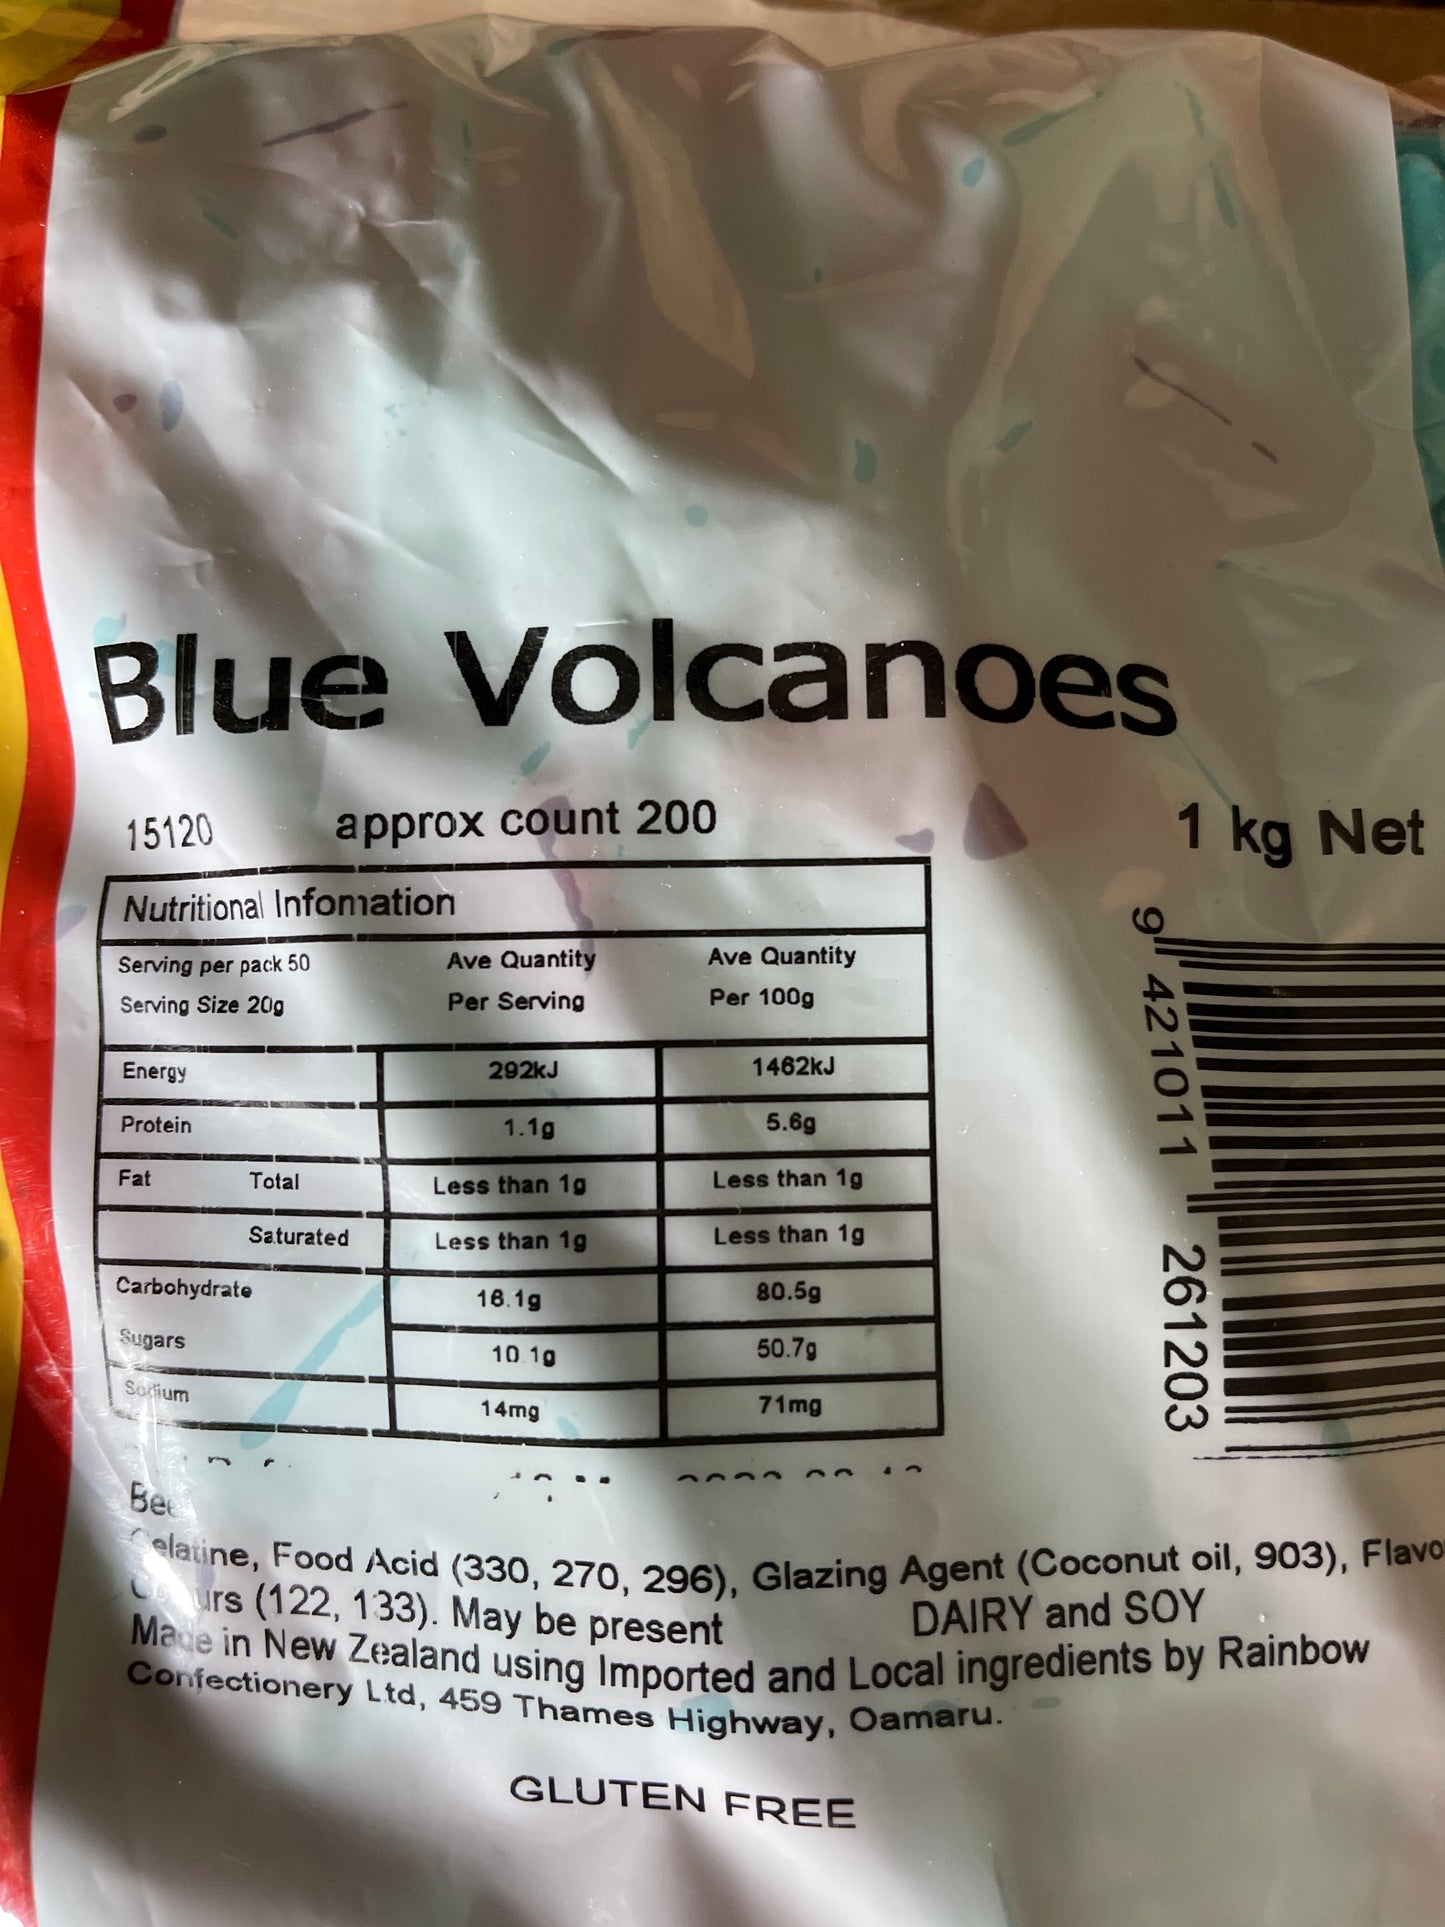 Blue Volcanoes
15120 approx count 200 1 kg Net
Nutritional Infomation
Serving per pack 50 Ave Quantity Ave Quantity
Serving Size 20g Per Serving Per 100g
Energy 292kJ 1462kJ
Protein 1.1g 5.6g
Fat Total Less than 1g Less than 1g
Saturated Less than 1g Less than 1g
Carbohydrate 16.1g 80.5g
Sugars 10.1g 50.7g
Sodium 14mg 71mg
9 421011 261203
elatine, Food Acid (330, 270, 296), Glazing Agent (Coconut oil, 903), Flavo
urs (122, 133). May be present DAIRY and SOY
Made in New Zealand using Imported and Local ingredients by Rainbow
Confectionery Ltd, 459 Thames Highway, Oamaru.
GLUTEN FREE